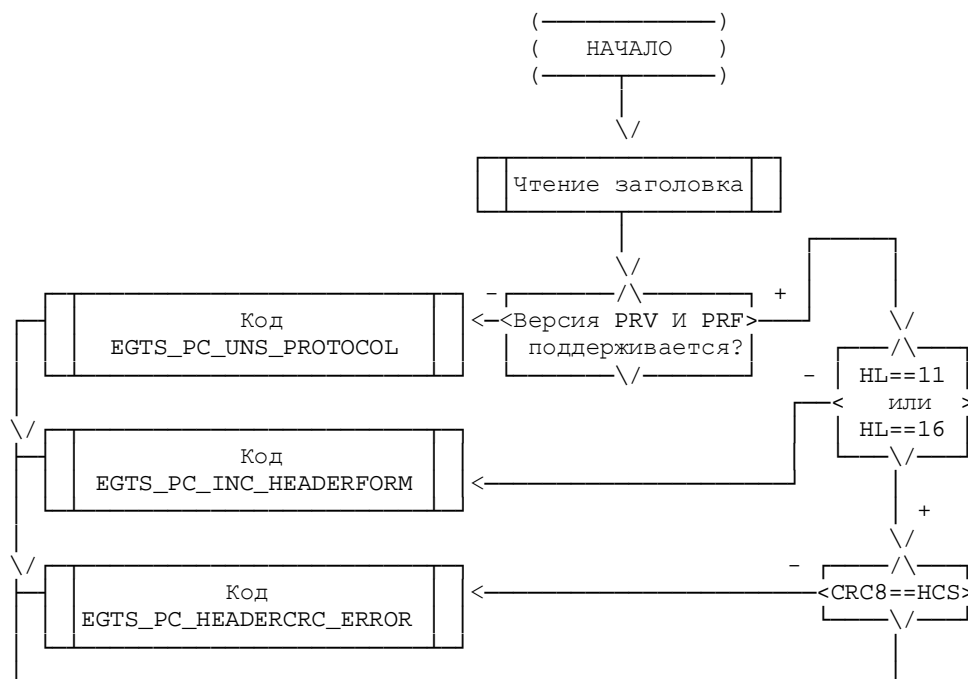 НАЧАЛО
Чтение заголовка
- +
Код
EGTS_PC_UNS_PROTOCOL
Версия PRV И PRF
поддерживается?
-
HL==11
или
HL==16
Код
EGTS_PC_INC_HEADERFORM
+
-
Код
EGTS_PC_HEADERCRC_ERROR
CRC8==HCS